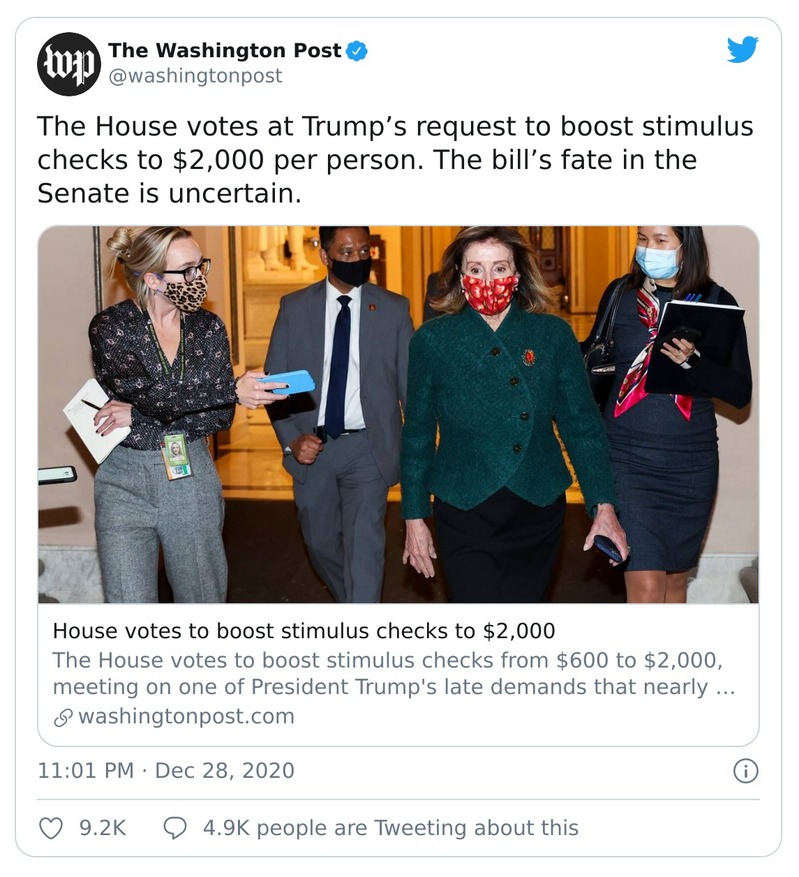 wp
The Washington Post
@washingtonpost
The House votes at Trump’s request to boost stimulus
checks to $2,000 per person. The bill’s fate in the
Senate is uncertain.
House votes to boost stimulus checks to $2,000
The House votes to boost stimulus checks from $600 to $2,000,
meeting on one of President Trump's late demands that nearly ...
washingtonpost.com
11:01 PM · Dec 28, 2020
9.2K 4.9K people are Tweeting about this